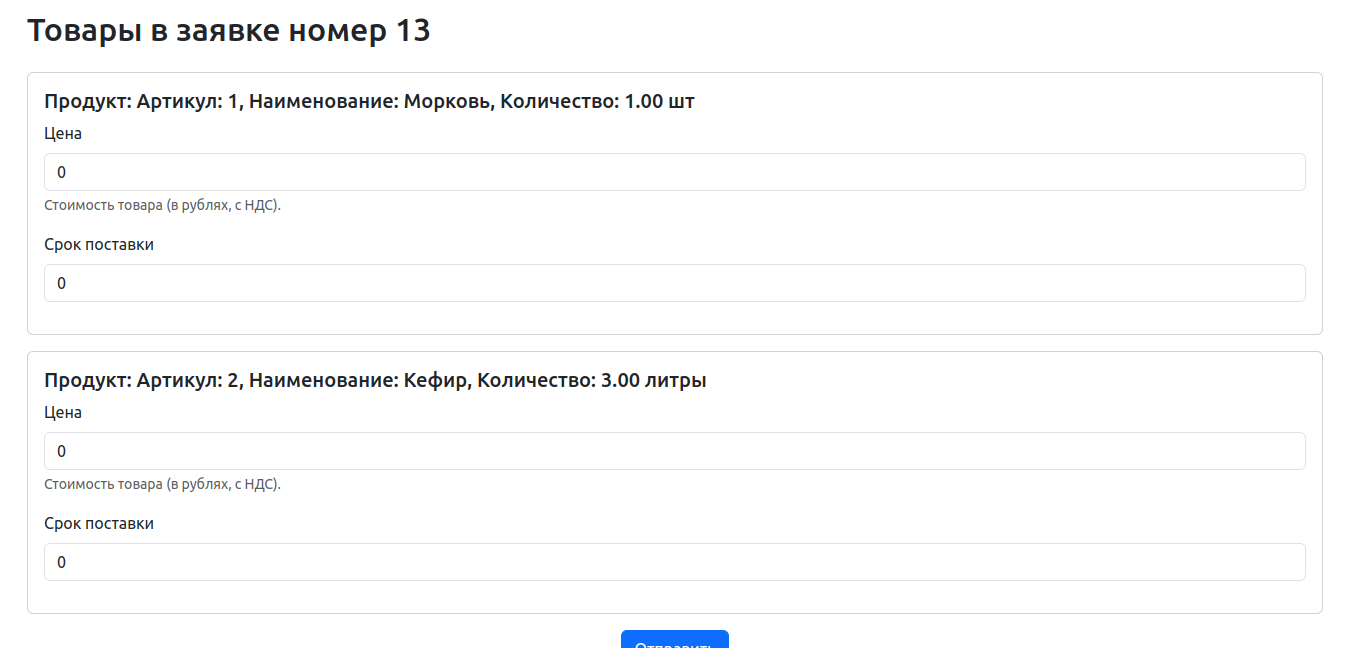 Товары в заявке номер 13
Продукт: Артикул: 1, Наименование: Морковь, Количество: 1.00 шт
Цена
0
Стоимость товара (в рублях, с НДС).
Срок поставки
0
Продукт: Артикул: 2, Наименование: Кефир, Количество: 3.00 литры
Цена
0
Стоимость товара (в рублях, с НДС).
Срок поставки
0
Отправить